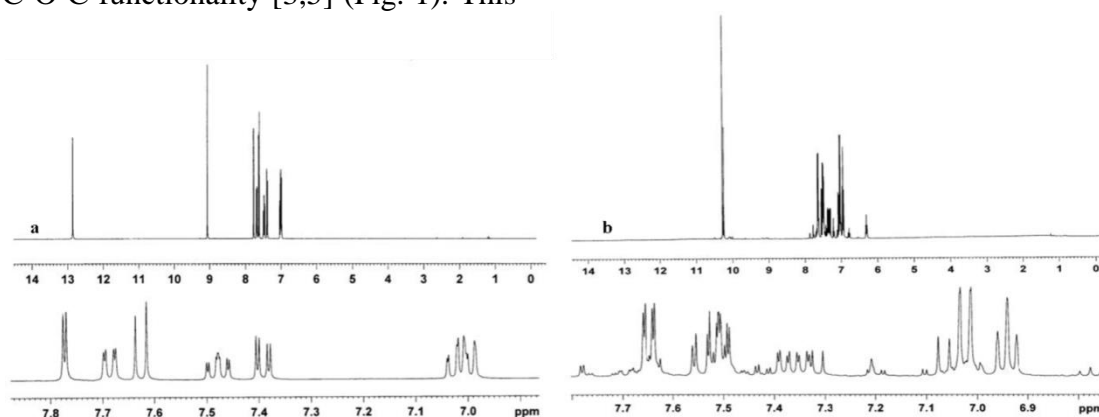 C-O-C functionality [3,5] (Fig. 1). This
a
14 13 12 11 10 9 8 7 6 5 4 3 2 1 0
7.8 7.7 7.6 7.5 7.4 7.3 7.2 7.1 7.0 ppm
b
14 13 12 11 10 9 8 7 6 5 4 3 2 1 0
7.7 7.6 7.5 7.4 7.3 7.2 7.1 7.0 6.9 ppm